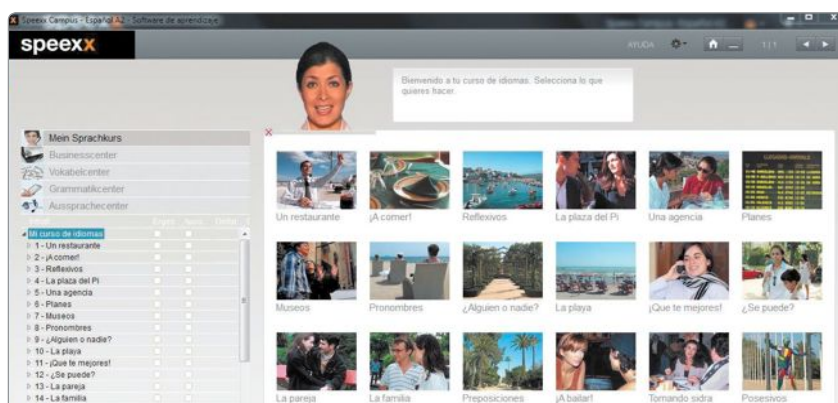 Speexx Campus - Español A2 - Software de aprendizaje
speexx
AYUDA
1 | 1
Bienvenido a tu curso de idiomas. Selecciona lo que
quieres hacer.
Mein Sprachkurs
Businesscenter
Vokabelcenter
Grammatikcenter
Aussprachecenter
Mi curso de idiomas
1 - Un restaurante
2 - ¡A comer!
3 - Reflexivos
4 - La plaza del Pi
5 - Una agencia
6 - Planes
7 - Museos
8 - Pronombres
9 - ¿Alguien o nadie?
10 - La playa
11 - ¡Que te mejores!
12 - ¿Se puede?
13 - La pareja
14 - La familia
Un restaurante
¡A comer!
Reflexivos
La plaza del Pi
Una agencia
Planes
Museos
Pronombres
¿Alguien o nadie?
La playa
¡Que te mejores!
¿Se puede?
La pareja
La familia
Preposiciones
¡A bailar!
Tomando sidra
Posesivos